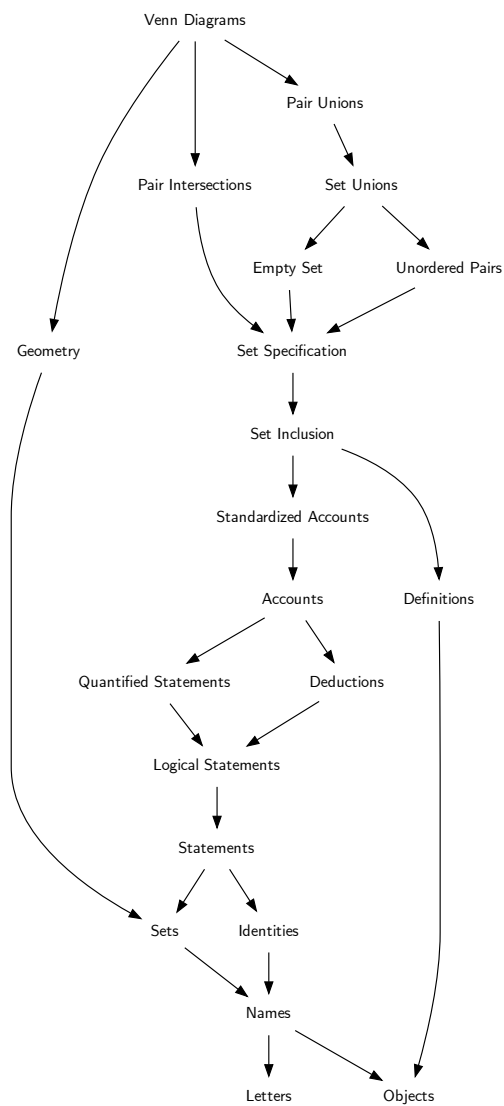 Venn Diagrams
Pair Unions
Pair Intersections
Set Unions
Empty Set
Unordered Pairs
Geometry
Set Specification
Set Inclusion
Standardized Accounts
Accounts
Definitions
Quantified Statements
Deductions
Logical Statements
Statements
Sets
Identities
Names
Letters
Objects